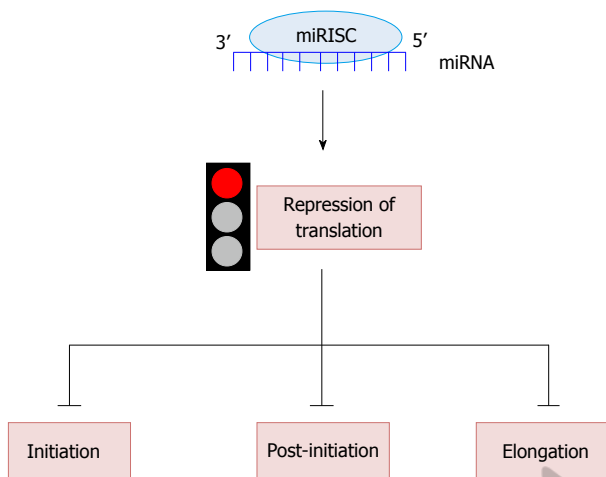 miRISC
3′ 5′
miRNA
Repression of
translation
Initiation Post-initiation Elongation